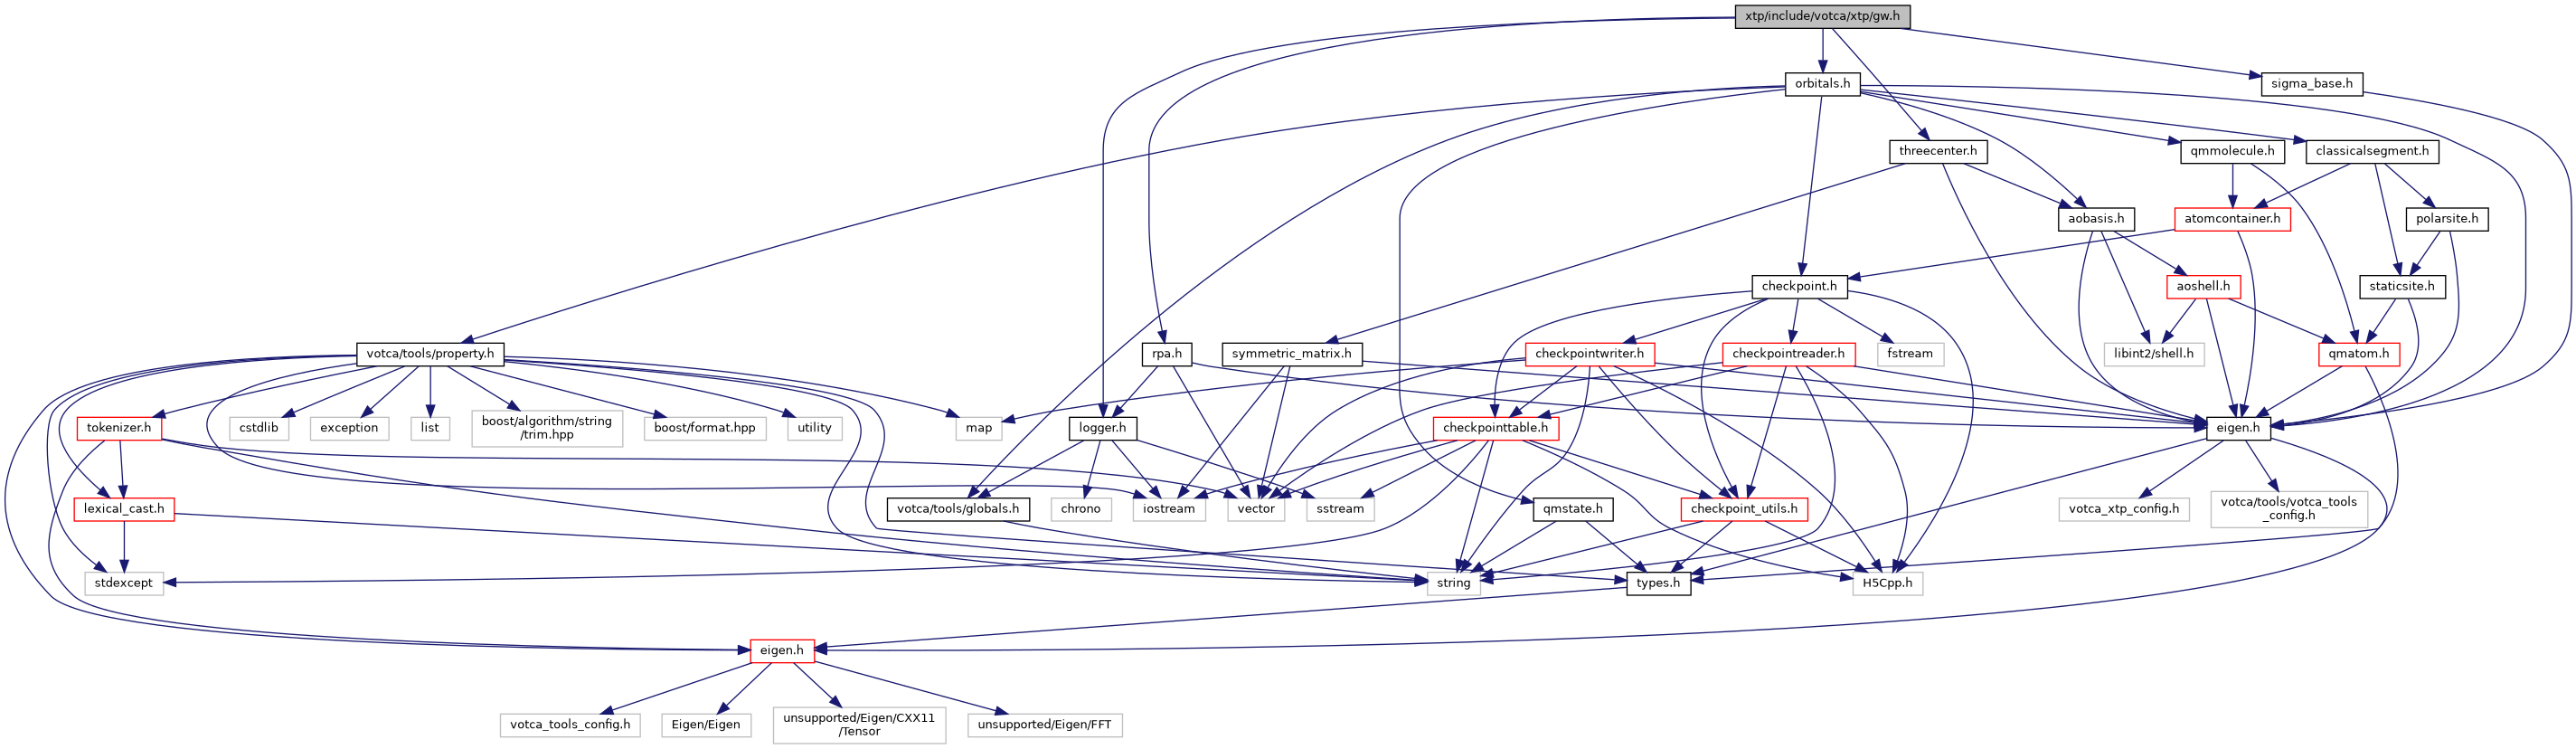 xtp/include/votca/xtp/gw.h
orbitals.h
sigma_base.h
threecenter.h
qmmolecule.h
classicalsegment.h
aobasis.h
atomcontainer.h
polarsite.h
checkpoint.h
aoshell.h
staticsite.h
votca/tools/property.h
rpa.h
symmetric_matrix.h
checkpointwriter.h
checkpointreader.h
fstream
libint2/shell.h
qmatom.h
tokenizer.h
cstdlib
exception
list
boost/algorithm/string
/trim.hpp
boost/format.hpp
utility
map
logger.h
checkpointtable.h
eigen.h
lexical_cast.h
votca/tools/globals.h
chrono
iostream
vector
sstream
qmstate.h
checkpoint_utils.h
votca_xtp_config.h
votca/tools/votca_tools
_config.h
stdexcept
string
types.h
H5Cpp.h
eigen.h
votca_tools_config.h
Eigen/Eigen
unsupported/Eigen/CXX11
/Tensor
unsupported/Eigen/FFT